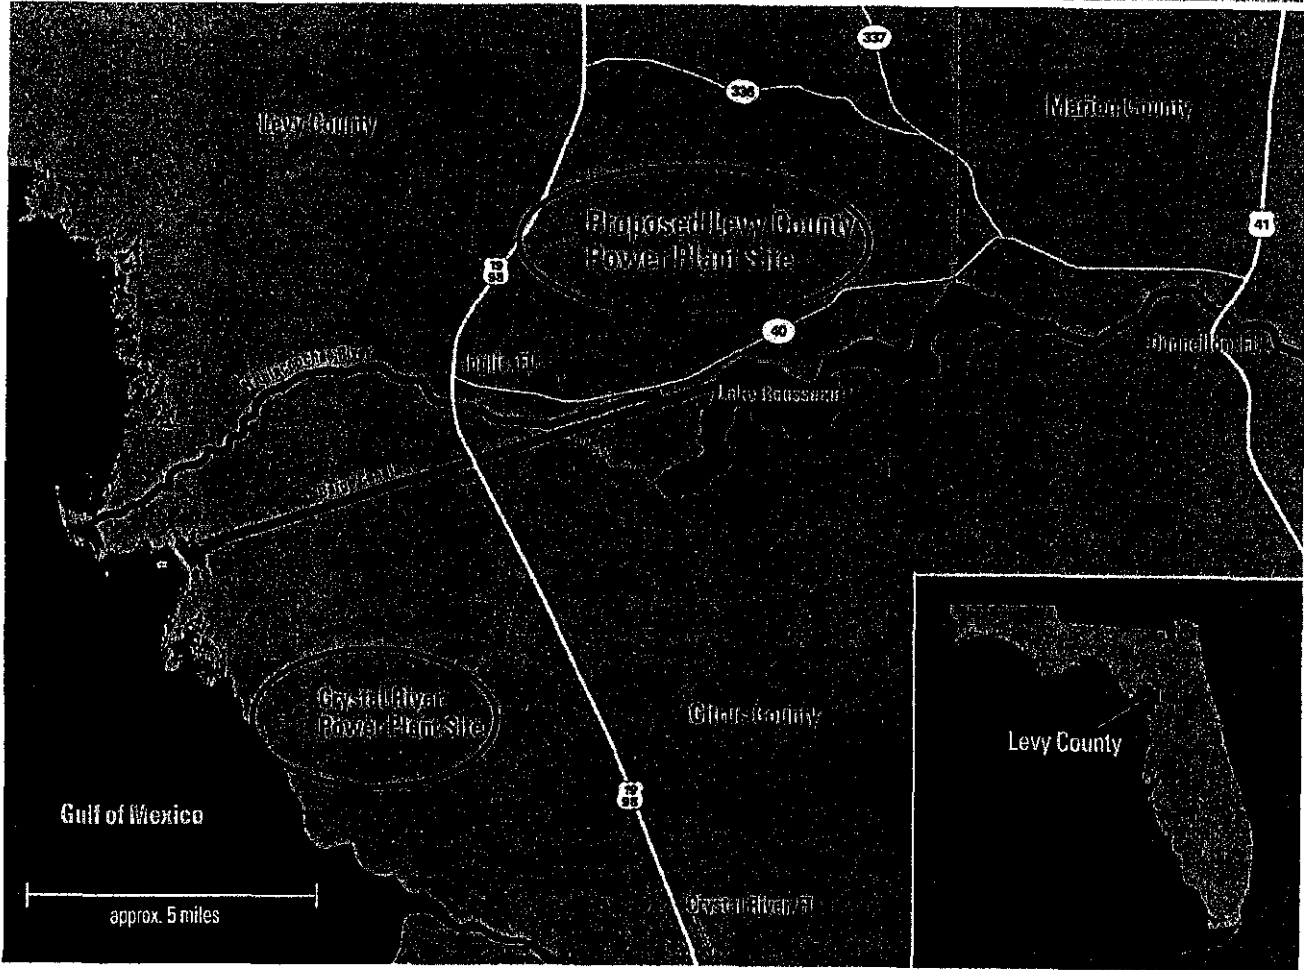 337
336
Levy County
Marion County
Proposed Levy County
Power Plant Site
41
19
98
40
Inglis, FL
Dunnellon, FL
Lake Rousseau
Crystal River
Power Plant Site
Citrus County
Levy County
19
98
Gulf of Mexico
Crystal River, FL
approx. 5 miles